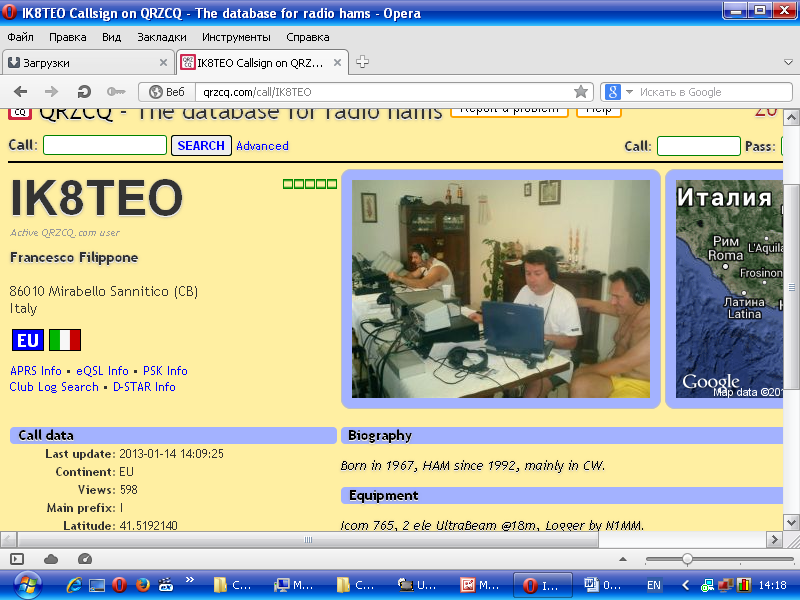 IK8TEO Callsign on QRZCQ - The database for radio hams - Opera
Файл Правка Вид Закладки Инструменты Справка
Загрузки
IK8TEO Callsign on QRZ...
Веб
qrzcq.com/call/IK8TEO
Искать в Google
QRZCQ - The database for radio hams
Report a problem
Help
20
Call:
SEARCH
Advanced
Call:
Pass:
IK8TEO
Active QRZCQ.com user
Francesco Filippone
86010 Mirabello Sannitico (CB)
Italy
EU
APRS Info • eQSL Info • PSK Info
Club Log Search • D-STAR Info
Италия
Рим
Roma
L'Aquila
Frosinon
Латина
Latina
Google
Map data ©201
Call data
Last update: 2013-01-14 14:09:25
Continent: EU
Views: 598
Main prefix: I
Latitude: 41.5192140
Biography
Born in 1967, HAM since 1992, mainly in CW.
Equipment
Icom 765, 2 ele UltraBeam @18m, Logger by N1MM.
C...
M...
C...
U...
M...
I...
0...
EN
14:18